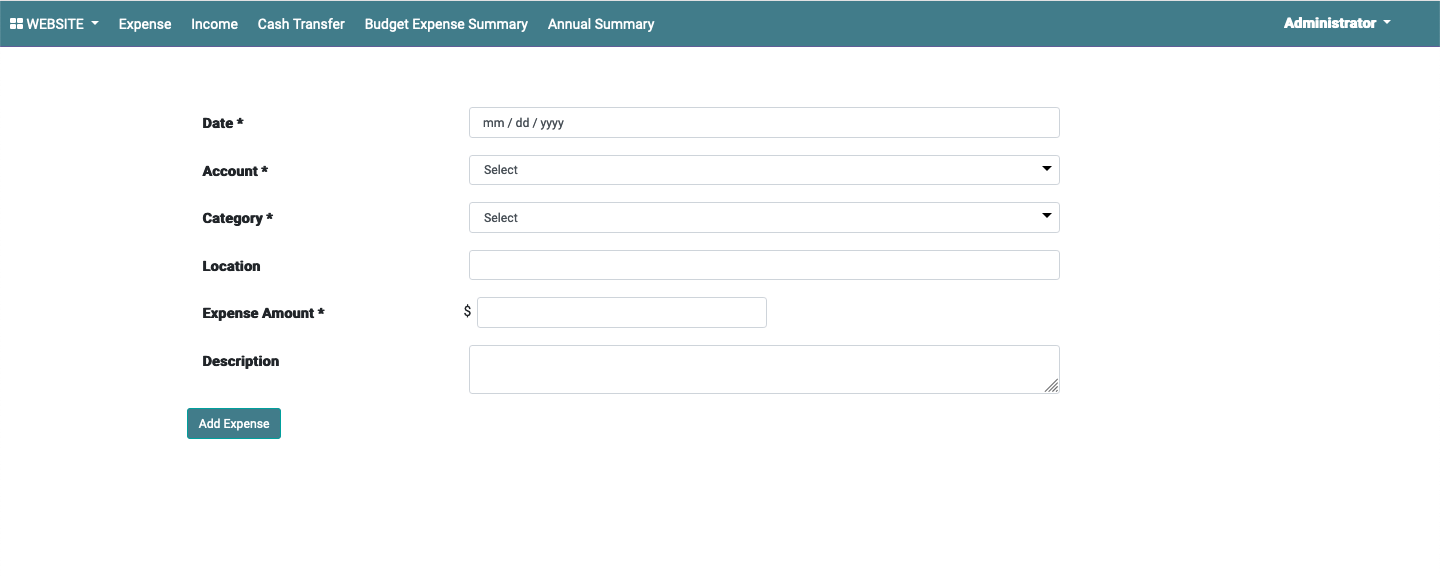 WEBSITE Expense Income Cash Transfer Budget Expense Summary Annual Summary Administrator
Date * mm / dd / yyyy
Account * Select
Category * Select
Location
Expense Amount * $
Description
Add Expense